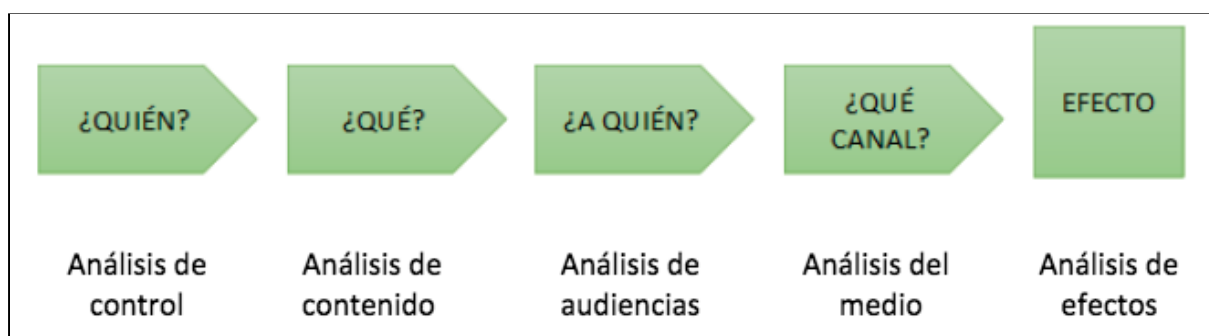 ¿QUIÉN?
¿QUÉ?
¿A QUIÉN?
¿QUÉ
CANAL?
EFECTO
Análisis de
control
Análisis de
contenido
Análisis de
audiencias
Análisis del
medio
Análisis de
efectos